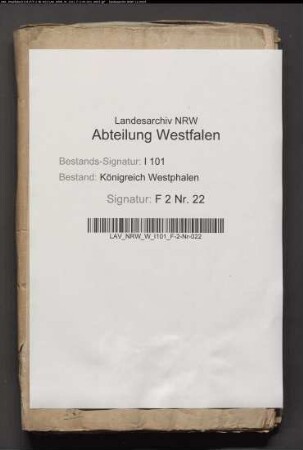 Landesarchiv NRW
Abteilung Westfalen
Bestands-Signatur: I 101
Bestand: Königreich Westphalen
Signatur: F 2 Nr. 22
LAV_NRW_W_I101_F-2-Nr-022